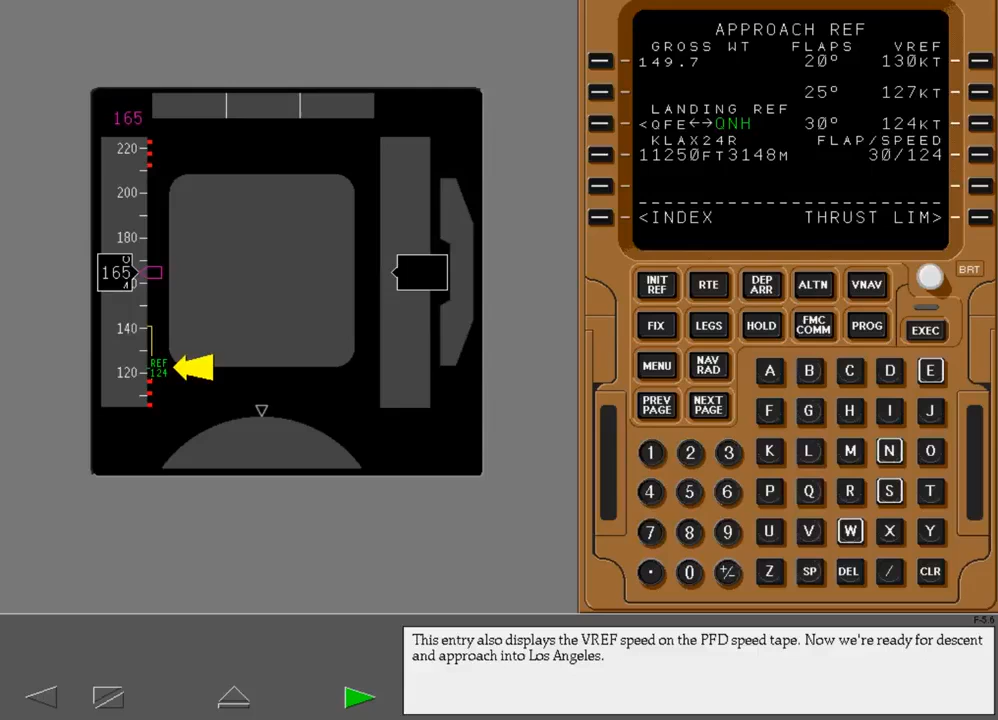 APPROACH REF
GROSS WT FLAPS VREF
149.7 20° 130KT
25° 127KT
LANDING REF
<QFE←→QNH 30° 124KT
KLAX24R FLAP/SPEED
11250FT3148M 30/124
--------------------------------
<INDEX THRUST LIM>
165
220
200
180
165
4
140
REF
124
120
INIT REF
RTE
DEP ARR
ALTN
VNAV
BRT
FIX
LEGS
HOLD
FMC COMM
PROG
EXEC
MENU
NAV RAD
PREV PAGE
NEXT PAGE
A B C D E
F G H I J
1 2 3 K L M N O
4 5 6 P Q R S T
7 8 9 U V W X Y
. 0 +/- Z SP DEL / CLR
F-5.6
This entry also displays the VREF speed on the PFD speed tape. Now we're ready for descent
and approach into Los Angeles.